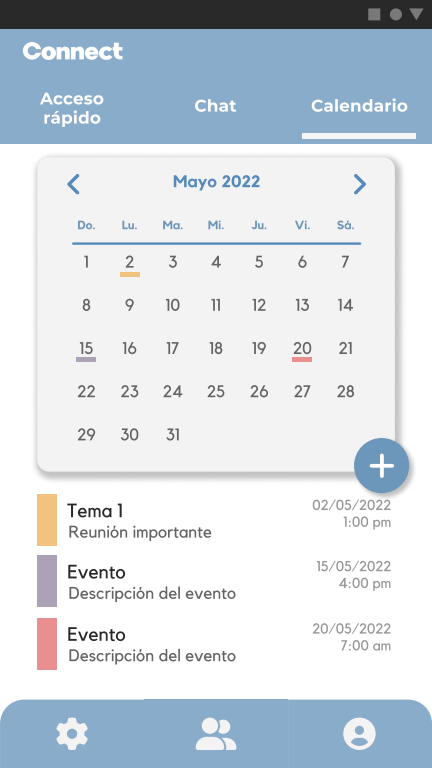 Connect
Acceso rápido
Chat
Calendario
Mayo 2022
Do. Lu. Ma. Mi. Ju. Vi. Sá.
1 2 3 4 5 6 7
8 9 10 11 12 13 14
15 16 17 18 19 20 21
22 23 24 25 26 27 28
29 30 31
Tema 1
Reunión importante
02/05/2022
1:00 pm
Evento
Descripción del evento
15/05/2022
4:00 pm
Evento
Descripción del evento
20/05/2022
7:00 am